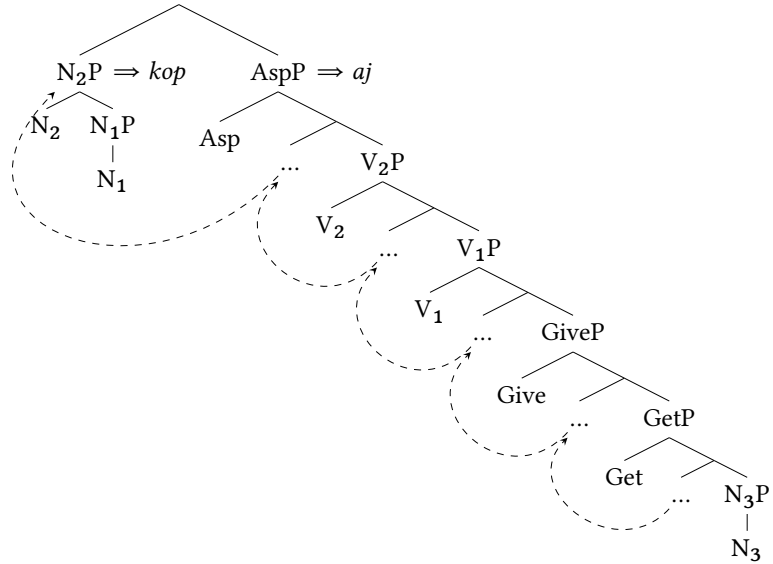 N₂P ⇒ kop AspP ⇒ aj
N₂ N₁P Asp
... V₂P
N₁
V₂
... V₁P
V₁
... GiveP
Give
... GetP
Get
... N₃P
N₃